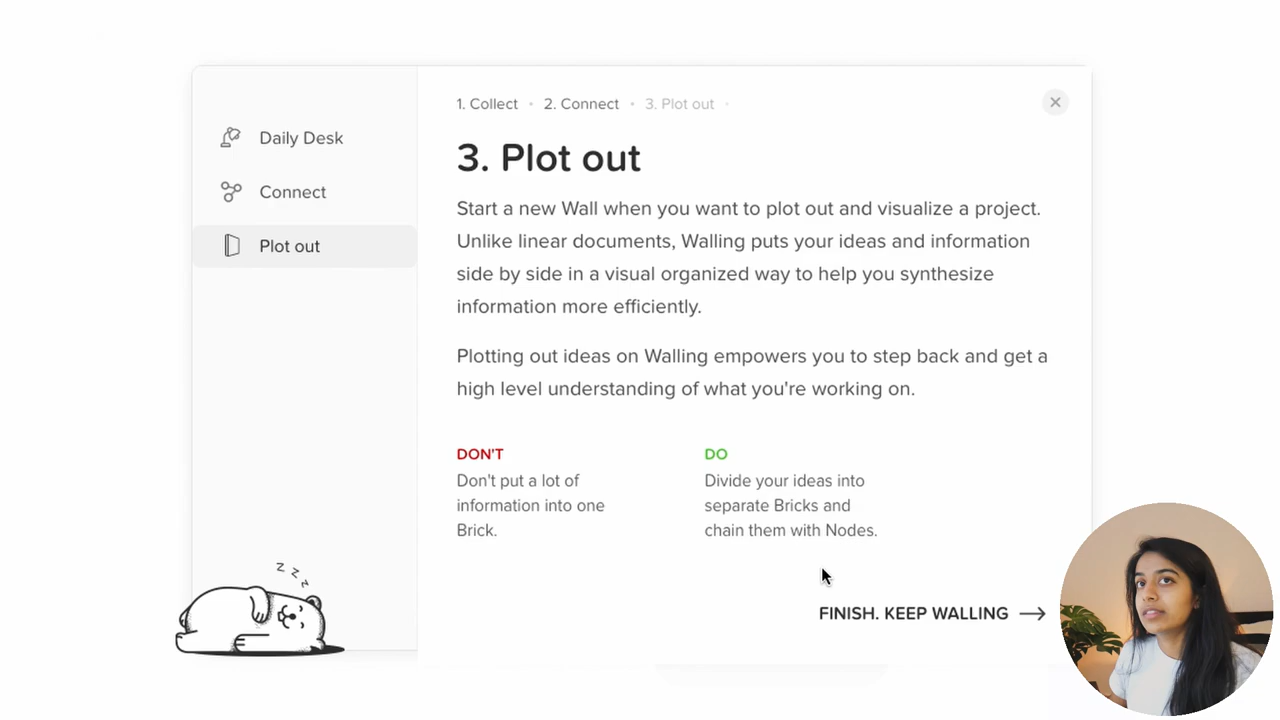 Daily Desk
Connect
Plot out
1. Collect • 2. Connect • 3. Plot out •
3. Plot out
Start a new Wall when you want to plot out and visualize a project.
Unlike linear documents, Walling puts your ideas and information
side by side in a visual organized way to help you synthesize
information more efficiently.
Plotting out ideas on Walling empowers you to step back and get a
high level understanding of what you're working on.
DON'T
Don't put a lot of
information into one
Brick.
DO
Divide your ideas into
separate Bricks and
chain them with Nodes.
z z z
FINISH. KEEP WALLING